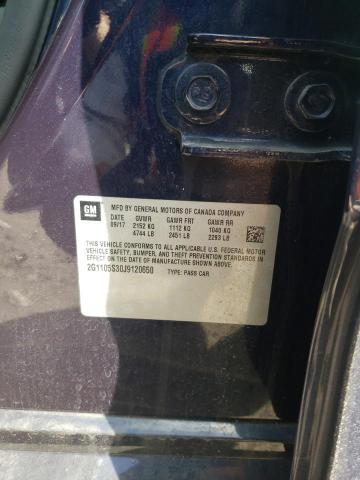 GM
MFD BY GENERAL MOTORS OF CANADA COMPANY
DATE GVWR GAWR FRT GAWR RR
09/17 2152 KG 1112 KG 1040 KG
4744 LB 2451 LB 2293 LB
THIS VEHICLE CONFORMS TO ALL APPLICABLE U.S. FEDERAL MOTOR
VEHICLE SAFETY, BUMPER, AND THEFT PREVENTION STANDARDS
IN EFFECT ON THE DATE OF MANUFACTURE SHOWN ABOVE.
2G1105S30J9120650 TYPE: PASS CAR